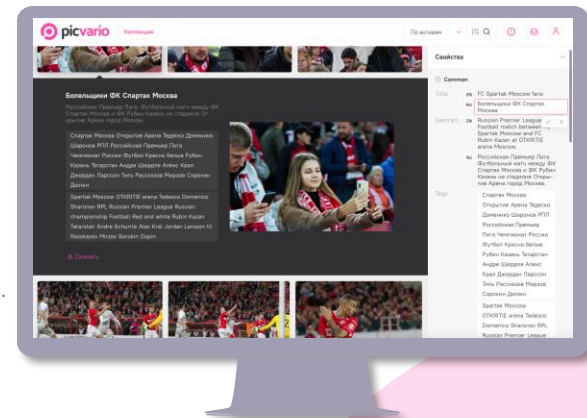 picvario
Коллекции
По активам
Свойства
Болельщики ФК Спартак Москва
Российская Премьер Лига. Футбольный матч между ФК
Спартак Москва и ФК Рубин Казань на стадионе От-
крытие Арена город Москва.
Спартак Москва Открытие Арена Тедеско Доменико
Шаронов РПЛ Российская Премьер Лига
Чемпионат России Футбол Красно белые Рубин
Казань Татарстан Андре Шюррле Алекс Крал
Джордан Ларссон Тиль Рассказов Мирзов Сорокин
Дюпин
Spartak Moscow OTKRITIE arena Tedesco Domenico
Sharonov RPL Russian Premier League Russian
championship Football Red and white Rubin Kazan
Tatarstan Andre Schurrle Alex Kral Jordan Larsson til
Rasskazov Mirzov Sorokin Dupin
Скачать
Common
Title
EN FC Spartak Moscow fans
RU Болельщики ФК Спартак
Москва
Descript...
EN Russian Premier League
Football match between
Spartak Moscow and FC
Rubin Kazan at OTKRITIE
arena Moscow.
RU Российская Премьер Лига.
Футбольный матч между ФК
Спартак Москва и ФК Рубин
Казань на стадионе Откры-
тие Арена город Москва.
Tags
Спартак Москва
Открытие Арена Тедеско
Доменико Шаронов РПЛ
Российская Премьер
Лига Чемпионат России
Футбол Красно белые
Рубин Казань Татарстан
Андре Шюррле Алекс
Крал Джордан Ларссон
Тиль Рассказов Мирзов
Сорокин Дюпин
Spartak Moscow
OTKRITIE arena Tedesco
Domenico Sharonov RPL
Russian Premier League